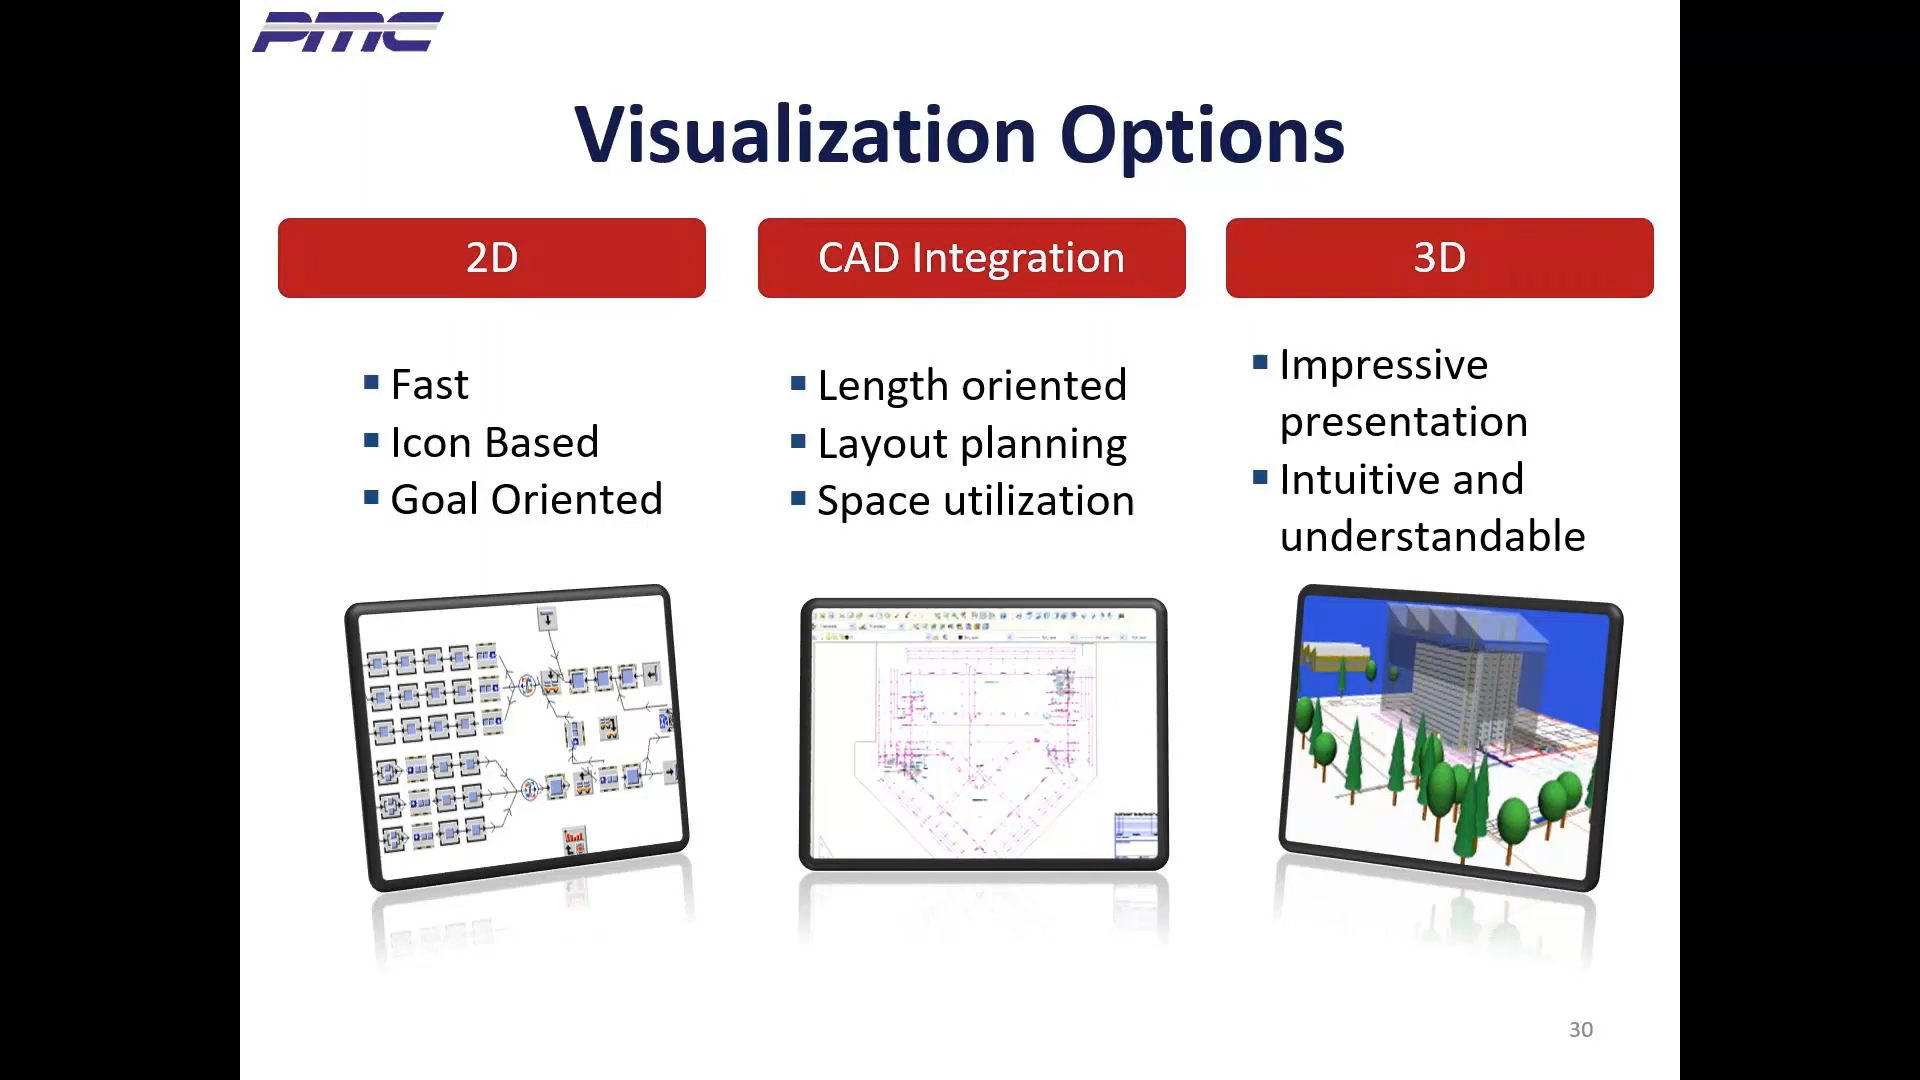 PMC
Visualization Options
2D
CAD Integration
3D
Fast
Icon Based
Goal Oriented
Length oriented
Layout planning
Space utilization
Impressive
presentation
Intuitive and
understandable
30